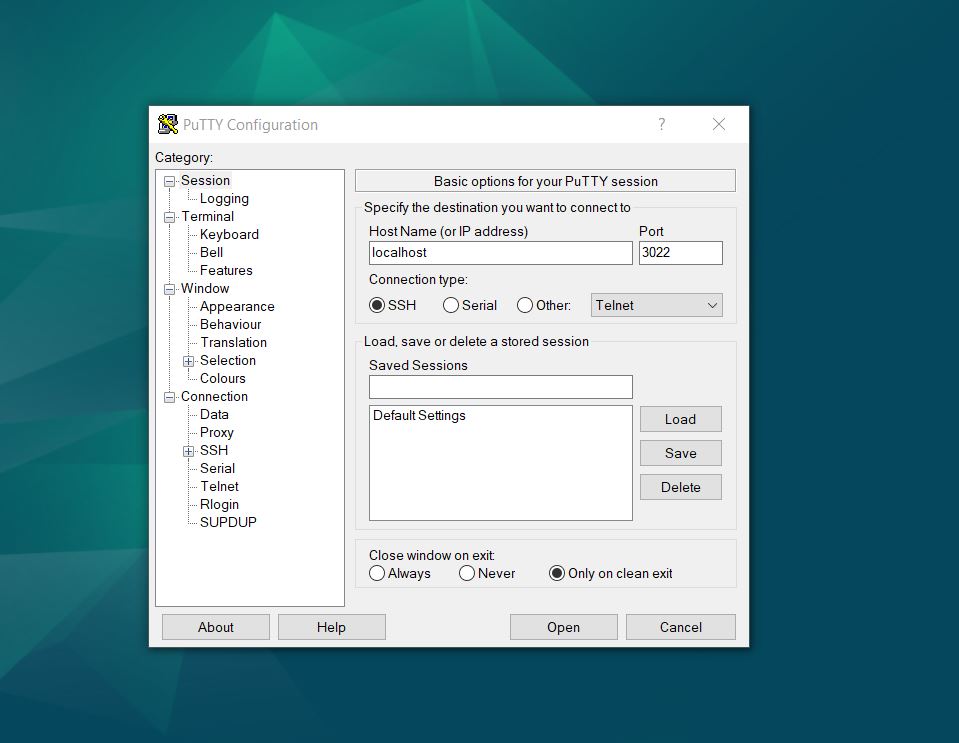 PuTTY Configuration
?
Category:
Session
Logging
Terminal
Keyboard
Bell
Features
Window
Appearance
Behaviour
Translation
Selection
Colours
Connection
Data
Proxy
SSH
Serial
Telnet
Rlogin
SUPDUP
Basic options for your PuTTY session
Specify the destination you want to connect to
Host Name (or IP address) Port
localhost 3022
Connection type:
SSH Serial Other: Telnet
Load, save or delete a stored session
Saved Sessions
Default Settings
Load
Save
Delete
Close window on exit:
Always Never Only on clean exit
About Help Open Cancel